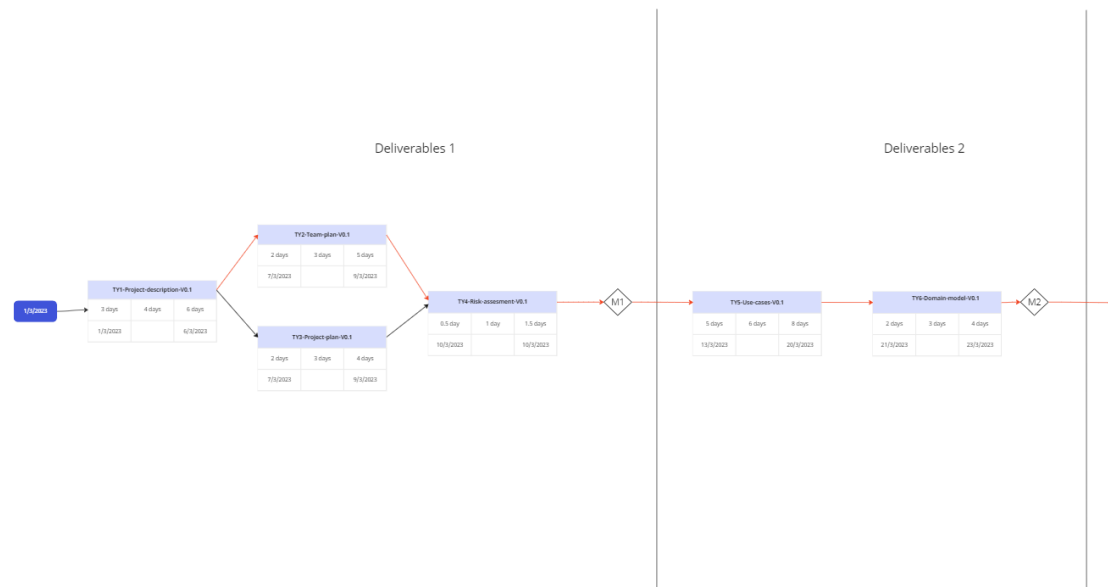 Deliverables 1
Deliverables 2
1/3/2023
TY1-Project-description-V0.1
3 days 4 days 6 days
1/3/2023 6/3/2023
TY2-Team-plan-V0.1
2 days 3 days 5 days
7/3/2023 9/3/2023
TY3-Project-plan-V0.1
2 days 3 days 4 days
7/3/2023 9/3/2023
TY4-Risk-assesment-V0.1
0.5 day 1 day 1.5 days
10/3/2023 10/3/2023
M1
TY5-Use-cases-V0.1
5 days 6 days 8 days
13/3/2023 20/3/2023
TY6-Domain-model-V0.1
2 days 3 days 4 days
21/3/2023 23/3/2023
M2